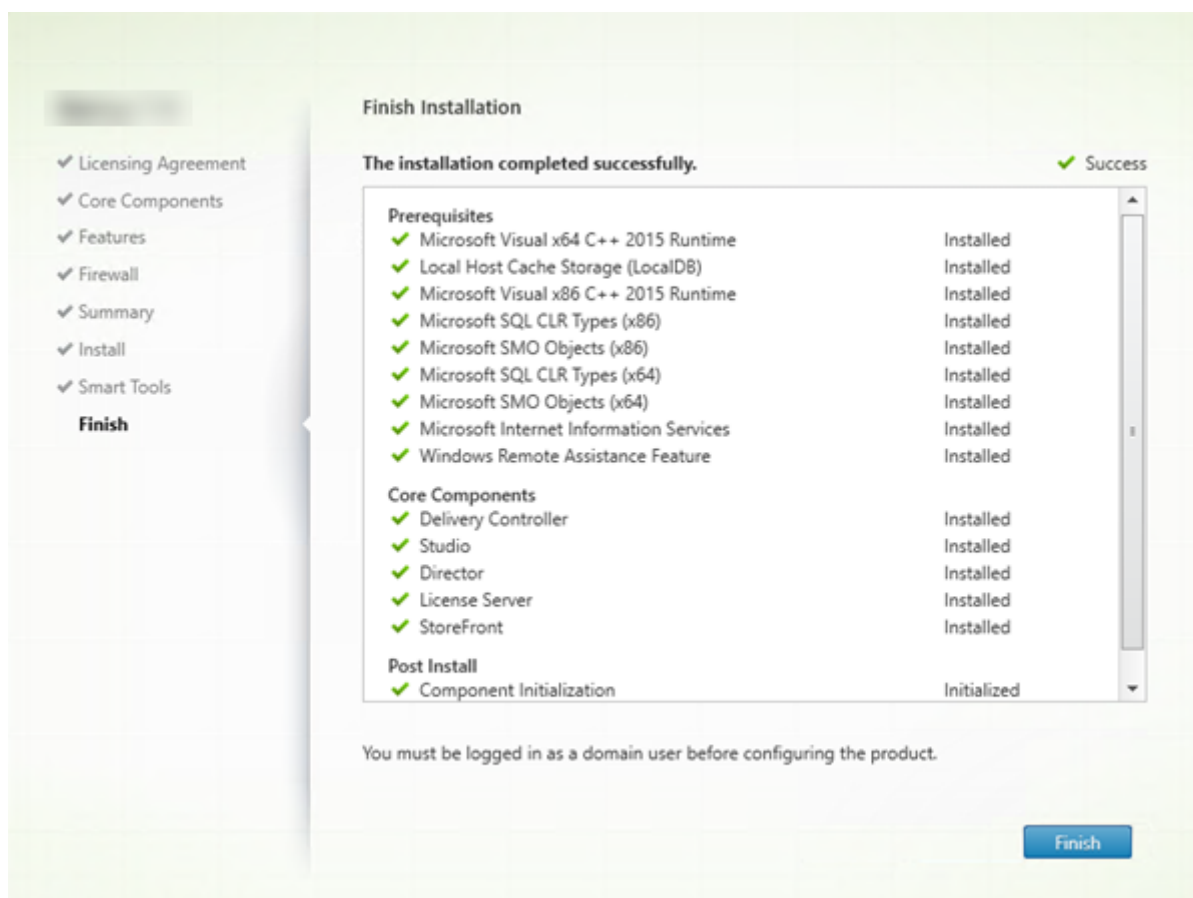 Finish Installation
Licensing Agreement
Core Components
Features
Firewall
Summary
Install
Smart Tools
Finish
The installation completed successfully. Success
Prerequisites
Microsoft Visual x64 C++ 2015 Runtime Installed
Local Host Cache Storage (LocalDB) Installed
Microsoft Visual x86 C++ 2015 Runtime Installed
Microsoft SQL CLR Types (x86) Installed
Microsoft SMO Objects (x86) Installed
Microsoft SQL CLR Types (x64) Installed
Microsoft SMO Objects (x64) Installed
Microsoft Internet Information Services Installed
Windows Remote Assistance Feature Installed
Core Components
Delivery Controller Installed
Studio Installed
Director Installed
License Server Installed
StoreFront Installed
Post Install
Component Initialization Initialized
You must be logged in as a domain user before configuring the product.
Finish